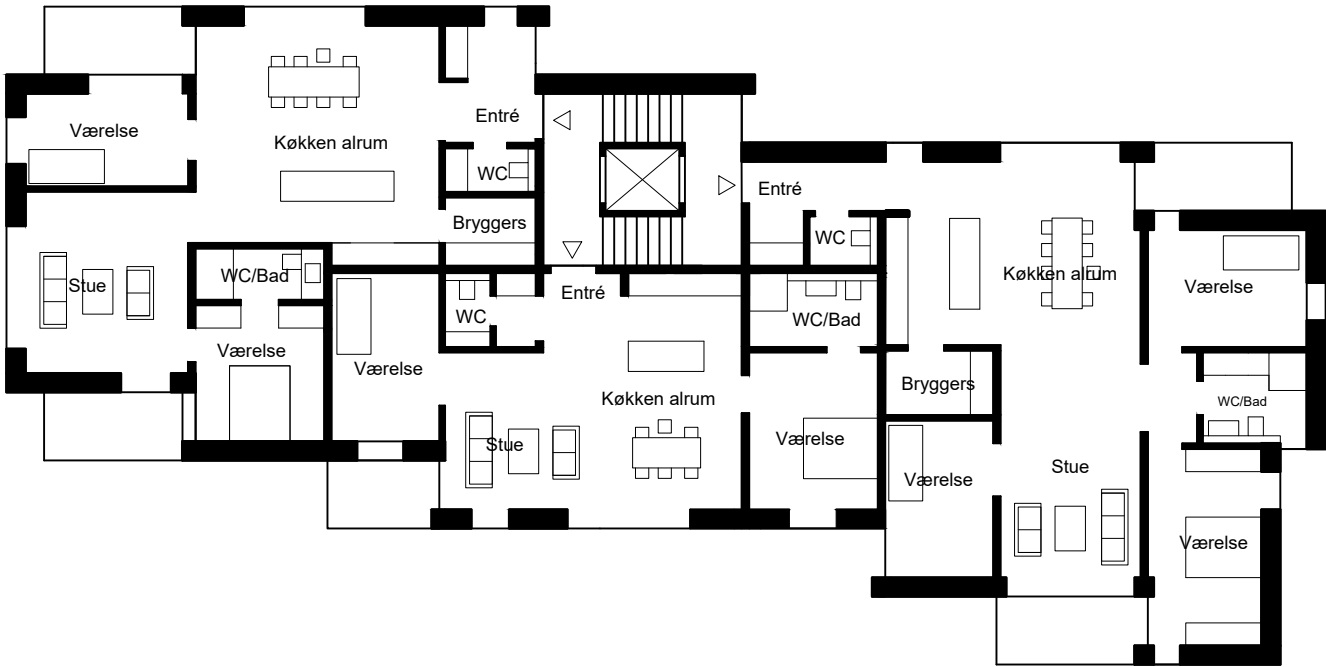 Værelse
Køkken alrum
Entré
WC
Bryggers
Stue
WC/Bad
Værelse
Entré
WC
Værelse
Køkken alrum
Stue
WC/Bad
Værelse
Entré
WC
Køkken alrum
Værelse
Bryggers
WC/Bad
Værelse
Stue
Værelse